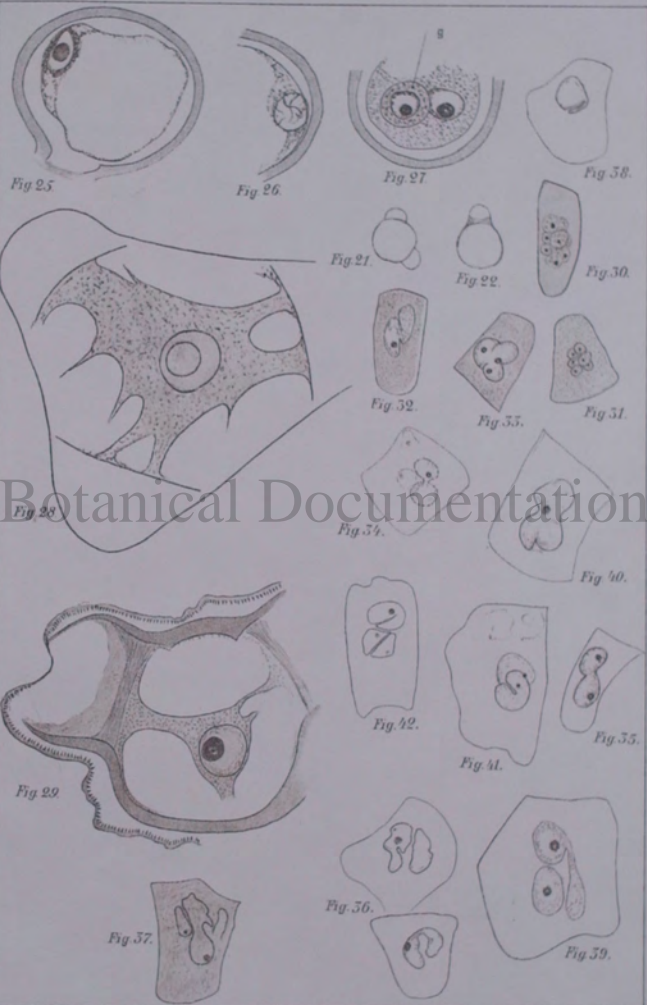 g
Fig. 25.
Fig. 26.
Fig. 27.
Fig. 38.
Fig. 21.
Fig. 22.
Fig. 30.
Fig. 32.
Fig. 33.
Fig. 31.
Botanical Documentation
Fig. 28
Fig. 34.
Fig. 40.
Fig. 42.
Fig. 41.
Fig. 35.
Fig. 29.
Fig. 36.
Fig. 37.
Fig. 39.